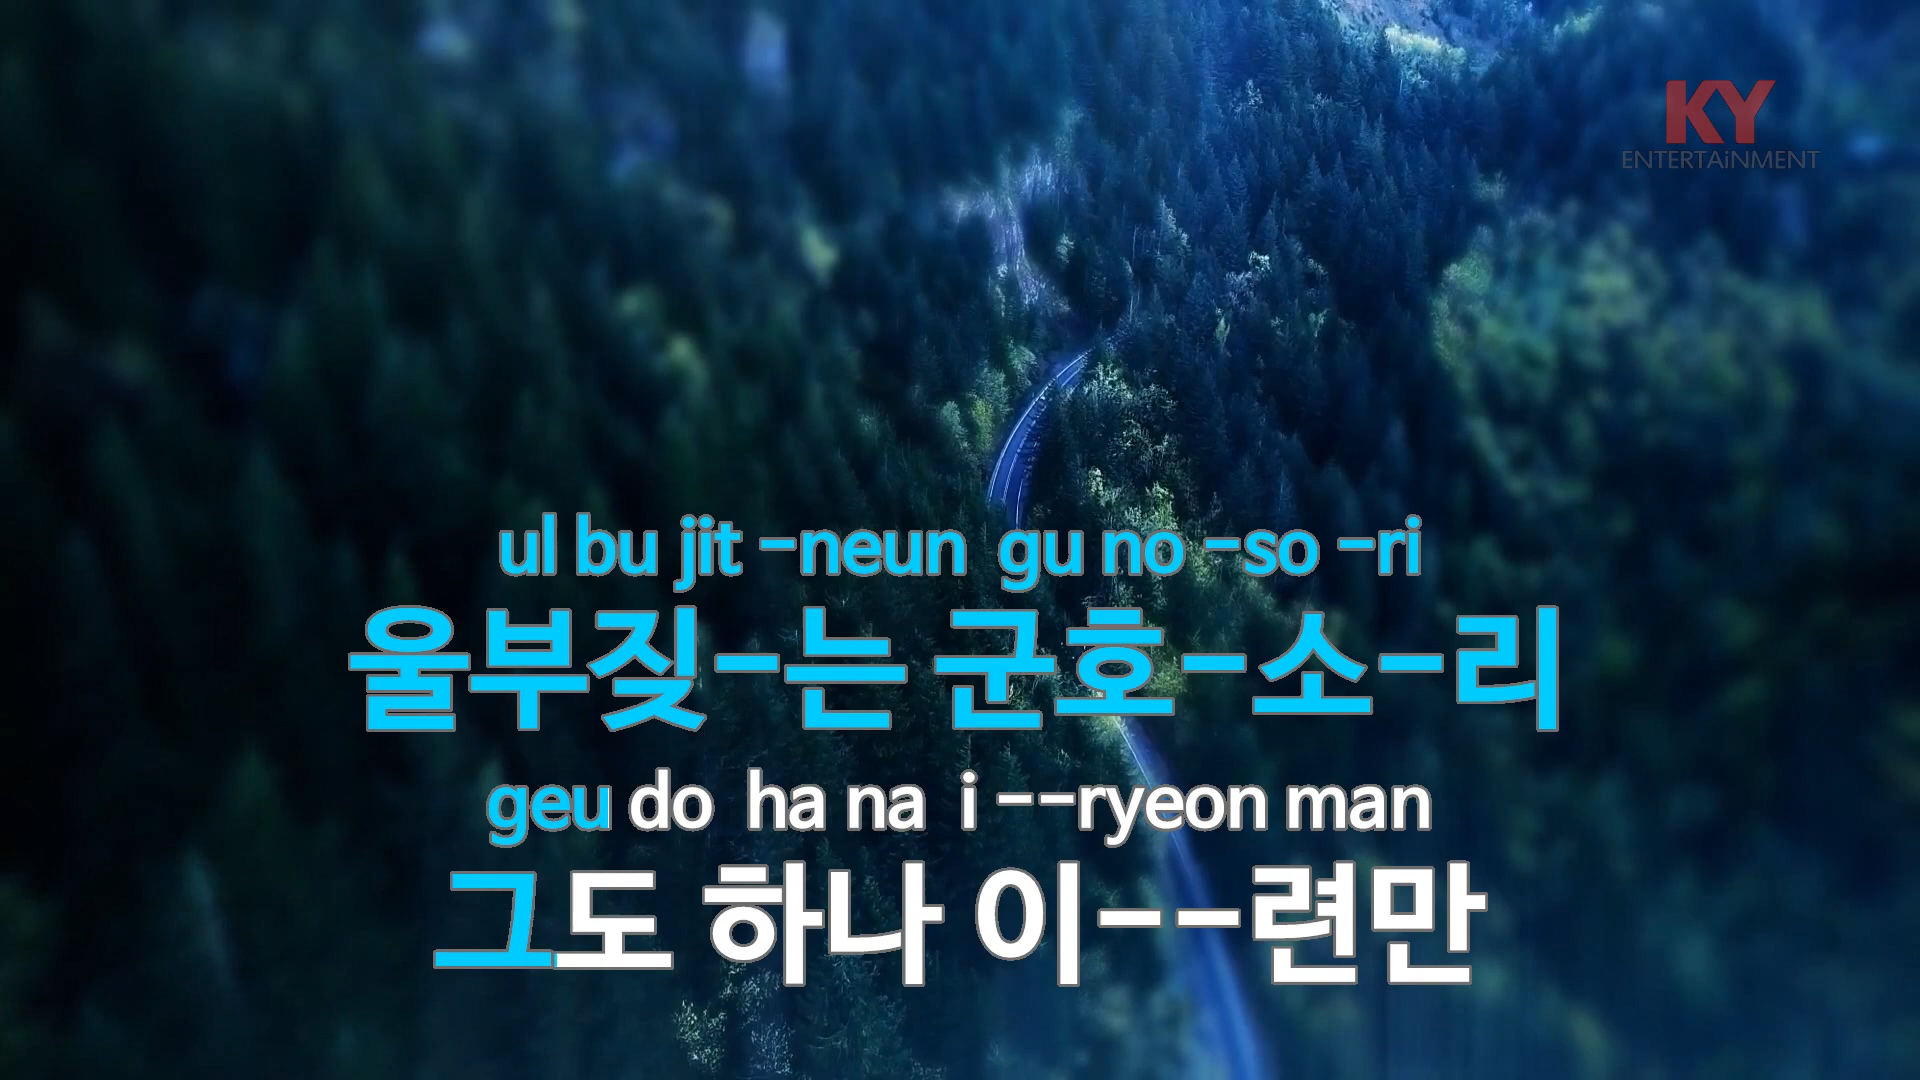 KY
ENTERTAiNMENT
ul bu jit -neun gu no -so -ri
울부짖-는 군호-소-리
geu do ha na i --ryeon man
그도 하나 이--련만